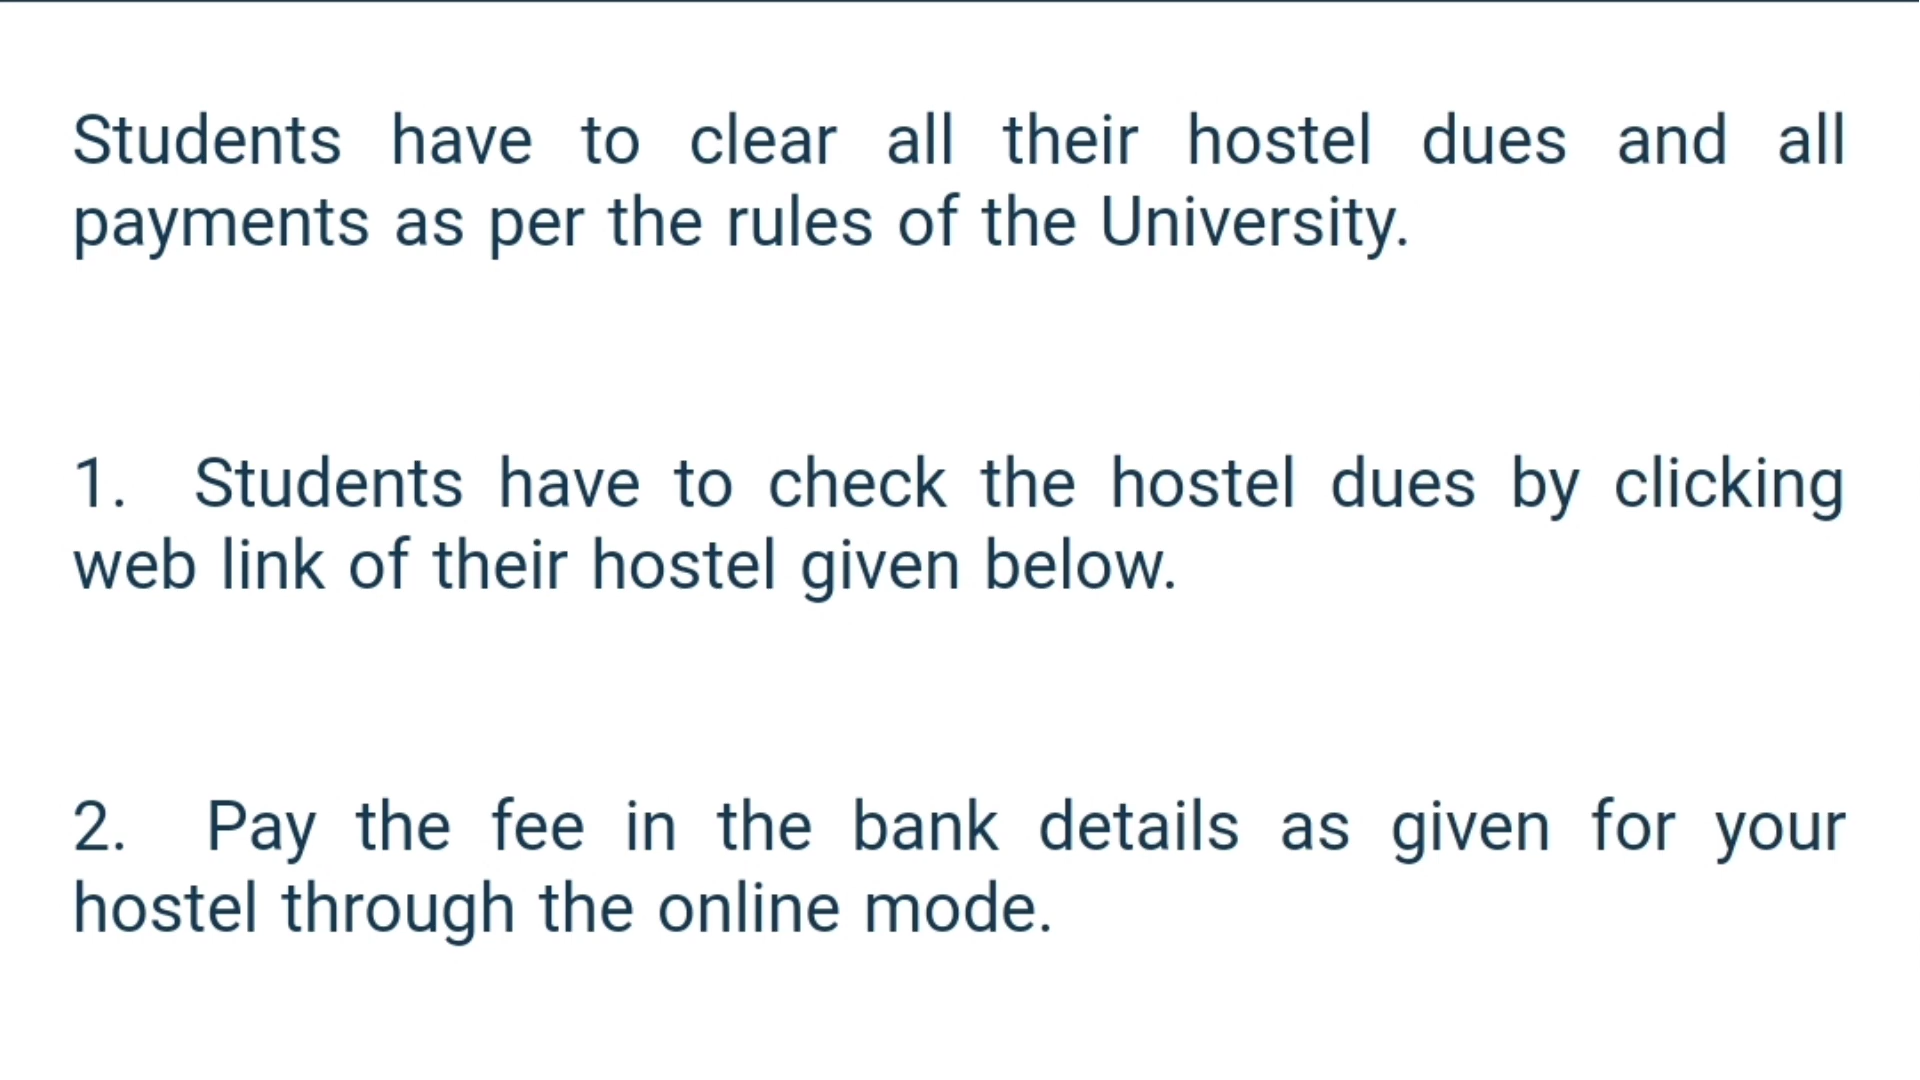 Students have to clear all their hostel dues and all
payments as per the rules of the University.
1. Students have to check the hostel dues by clicking
web link of their hostel given below.
2. Pay the fee in the bank details as given for your
hostel through the online mode.